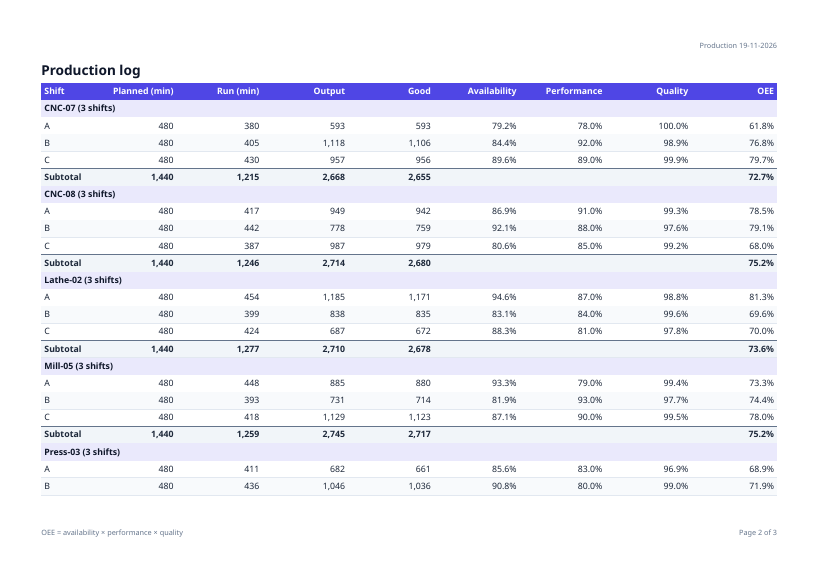 Production 19-11-2026
Production log
Shift Planned (min) Run (min) Output Good Availability Performance Quality OEE
CNC-07 (3 shifts)
A 480 380 593 593 79.2% 78.0% 100.0% 61.8%
B 480 405 1,118 1,106 84.4% 92.0% 98.9% 76.8%
C 480 430 957 956 89.6% 89.0% 99.9% 79.7%
Subtotal 1,440 1,215 2,668 2,655 72.7%
CNC-08 (3 shifts)
A 480 417 949 942 86.9% 91.0% 99.3% 78.5%
B 480 442 778 759 92.1% 88.0% 97.6% 79.1%
C 480 387 987 979 80.6% 85.0% 99.2% 68.0%
Subtotal 1,440 1,246 2,714 2,680 75.2%
Lathe-02 (3 shifts)
A 480 454 1,185 1,171 94.6% 87.0% 98.8% 81.3%
B 480 399 838 835 83.1% 84.0% 99.6% 69.6%
C 480 424 687 672 88.3% 81.0% 97.8% 70.0%
Subtotal 1,440 1,277 2,710 2,678 73.6%
Mill-05 (3 shifts)
A 480 448 885 880 93.3% 79.0% 99.4% 73.3%
B 480 393 731 714 81.9% 93.0% 97.7% 74.4%
C 480 418 1,129 1,123 87.1% 90.0% 99.5% 78.0%
Subtotal 1,440 1,259 2,745 2,717 75.2%
Press-03 (3 shifts)
A 480 411 682 661 85.6% 83.0% 96.9% 68.9%
B 480 436 1,046 1,036 90.8% 80.0% 99.0% 71.9%
OEE = availability × performance × quality
Page 2 of 3